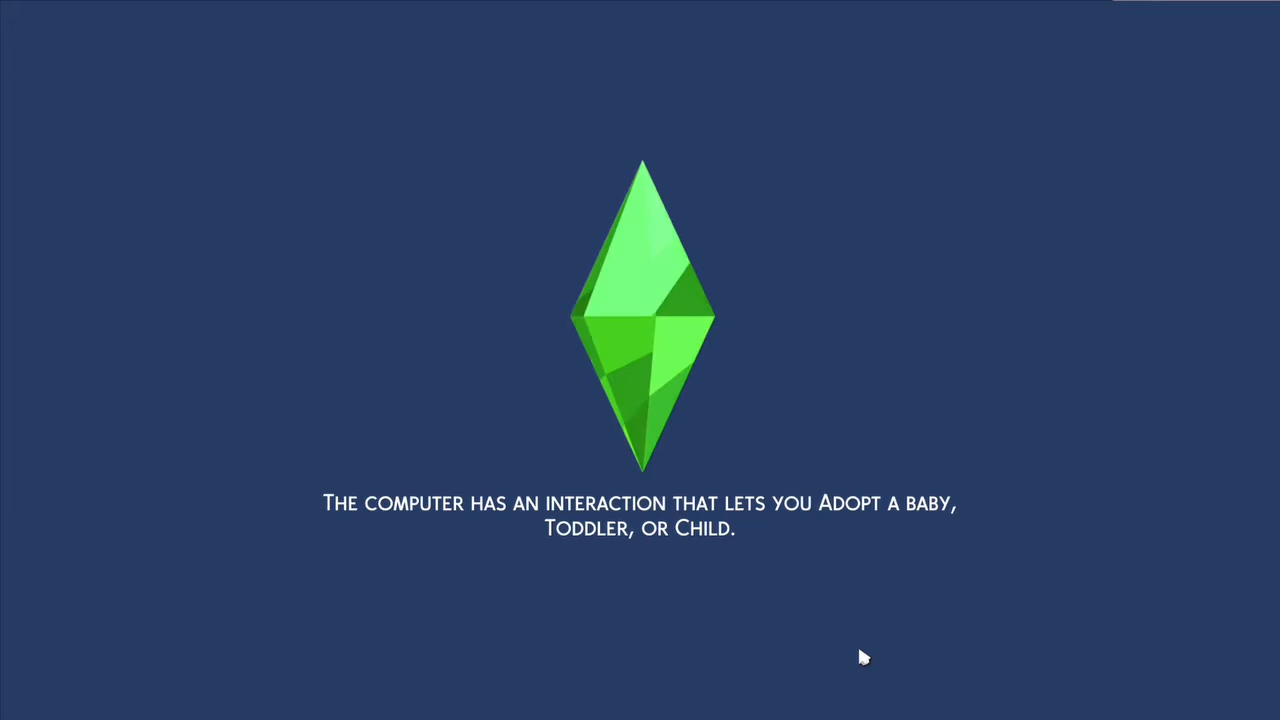 The computer has an interaction that lets you Adopt a baby,
Toddler, or Child.